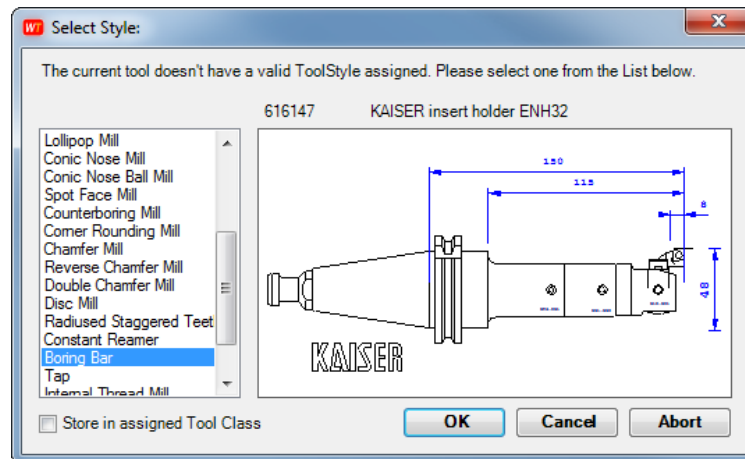 WT Select Style:
The current tool doesn't have a valid ToolStyle assigned. Please select one from the List below.
616147 KAISER insert holder ENH32
Lollipop Mill
Conic Nose Mill
Conic Nose Ball Mill
Spot Face Mill
Counterboring Mill
Corner Rounding Mill
Chamfer Mill
Reverse Chamfer Mill
Double Chamfer Mill
Disc Mill
Radiused Staggered Teet
Constant Reamer
Boring Bar
Tap
Internal Thread Mill
150
115
8
48
KAISER
Store in assigned Tool Class
OK Cancel Abort